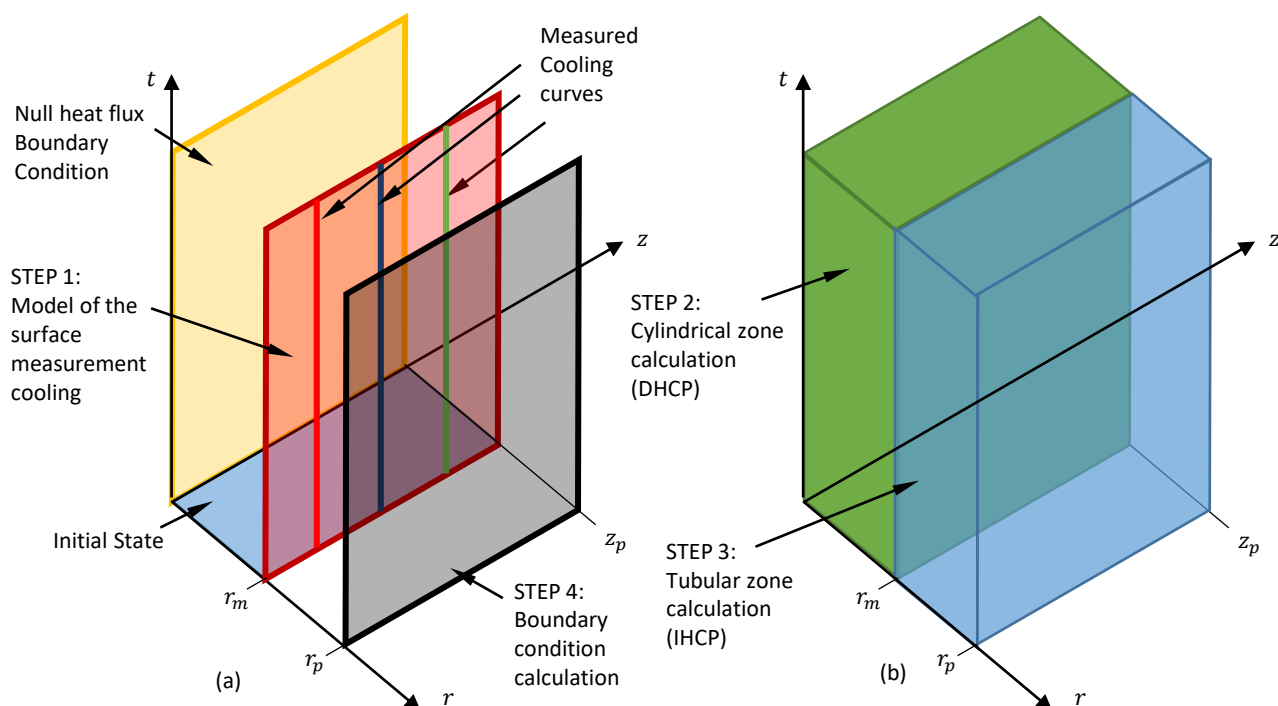 Measured
Cooling
curves
t
Null heat flux
Boundary
Condition
z
STEP 1:
Model of the
surface
measurement
cooling
Initial State
z_p
r_m
STEP 4:
Boundary
condition
calculation
r_p
(a)
r
t
z
STEP 2:
Cylindrical zone
calculation
(DHCP)
z_p
STEP 3:
Tubular zone
calculation
(IHCP)
r_m
r_p
(b)
r